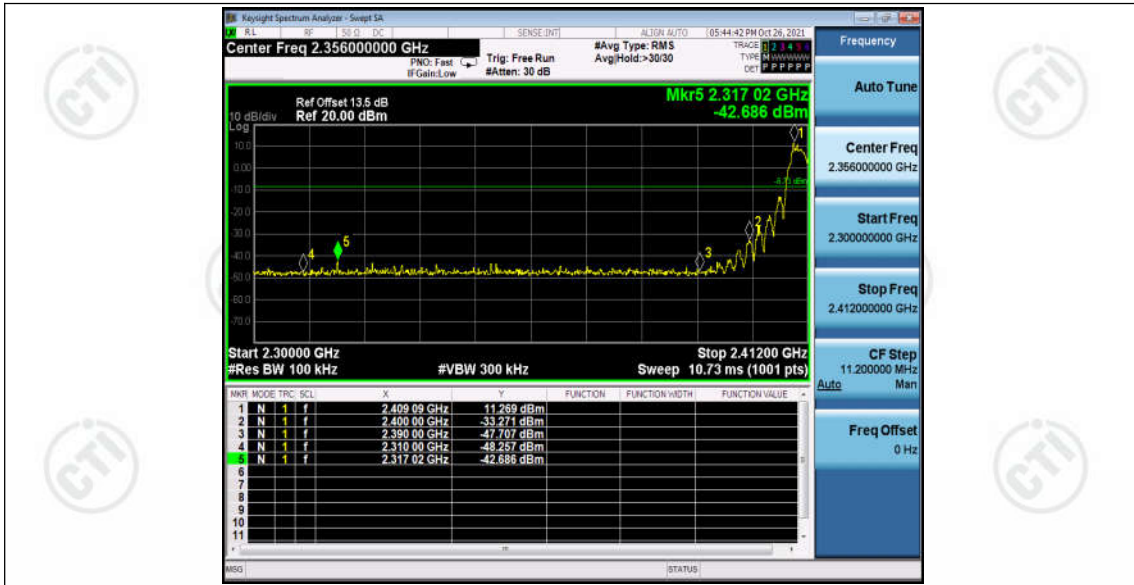 Keysight Spectrum Analyzer - Swept SA
RL RF 50 Ω DC SENSE:INT ALIGN AUTO 05:44:42 PM Oct 26, 2021
Center Freq 2.356000000 GHz
PNO: Fast
IFGain:Low
Trig: Free Run
#Atten: 30 dB
#Avg Type: RMS
Avg|Hold:>30/30
TRACE 1 2 3 4 5 6
TYPE M WWWWW
DET P P P P P P
Frequency
Auto Tune
Center Freq
2.356000000 GHz
Start Freq
2.300000000 GHz
Stop Freq
2.412000000 GHz
CF Step
11.200000 MHz
Auto Man
Freq Offset
0 Hz
Mkr5 2.317 02 GHz
-42.686 dBm
Ref Offset 13.5 dB
10 dB/div Ref 20.00 dBm
Log
10.0
0.00
-10.0
-20.0
-30.0
-40.0
-50.0
-60.0
-70.0
1
2
3
4
5
Start 2.30000 GHz Stop 2.41200 GHz
#Res BW 100 kHz #VBW 300 kHz Sweep 10.73 ms (1001 pts)
MKR MODE TRC SCL X Y FUNCTION FUNCTION WIDTH FUNCTION VALUE
1 N 1 f 2.409 09 GHz 11.269 dBm
2 N 1 f 2.400 00 GHz -33.271 dBm
3 N 1 f 2.390 00 GHz -47.707 dBm
4 N 1 f 2.310 00 GHz -48.257 dBm
5 N 1 f 2.317 02 GHz -42.686 dBm
6
7
8
9
10
11
MSG STATUS
CTI
CTI
CTI
CTI